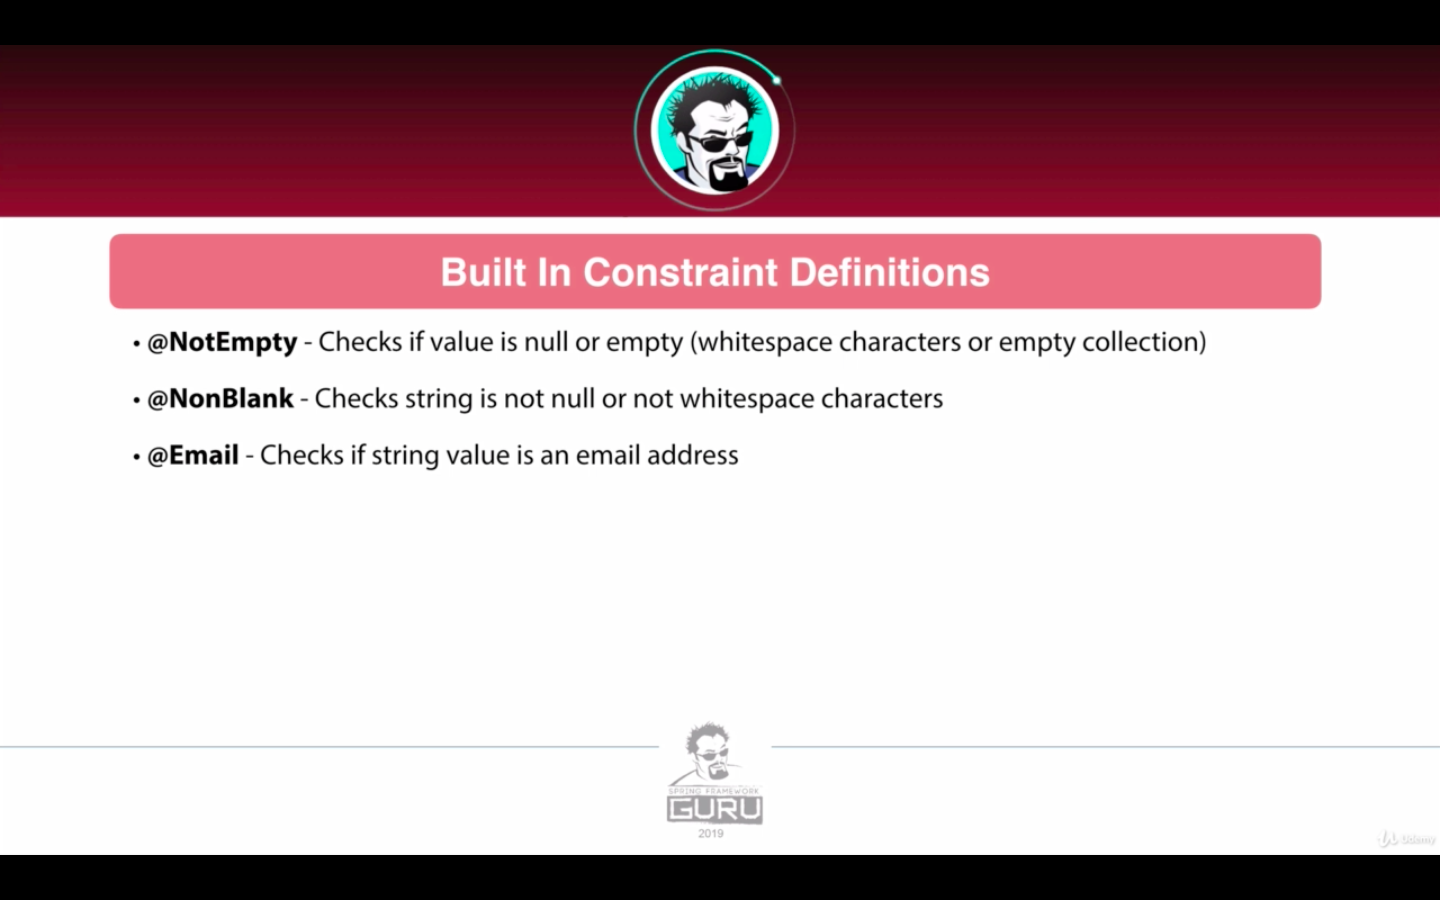 Built In Constraint Definitions
• @NotEmpty - Checks if value is null or empty (whitespace characters or empty collection)
• @NonBlank - Checks string is not null or not whitespace characters
• @Email - Checks if string value is an email address
SPRING FRAMEWORK
GURU
2019
Udemy